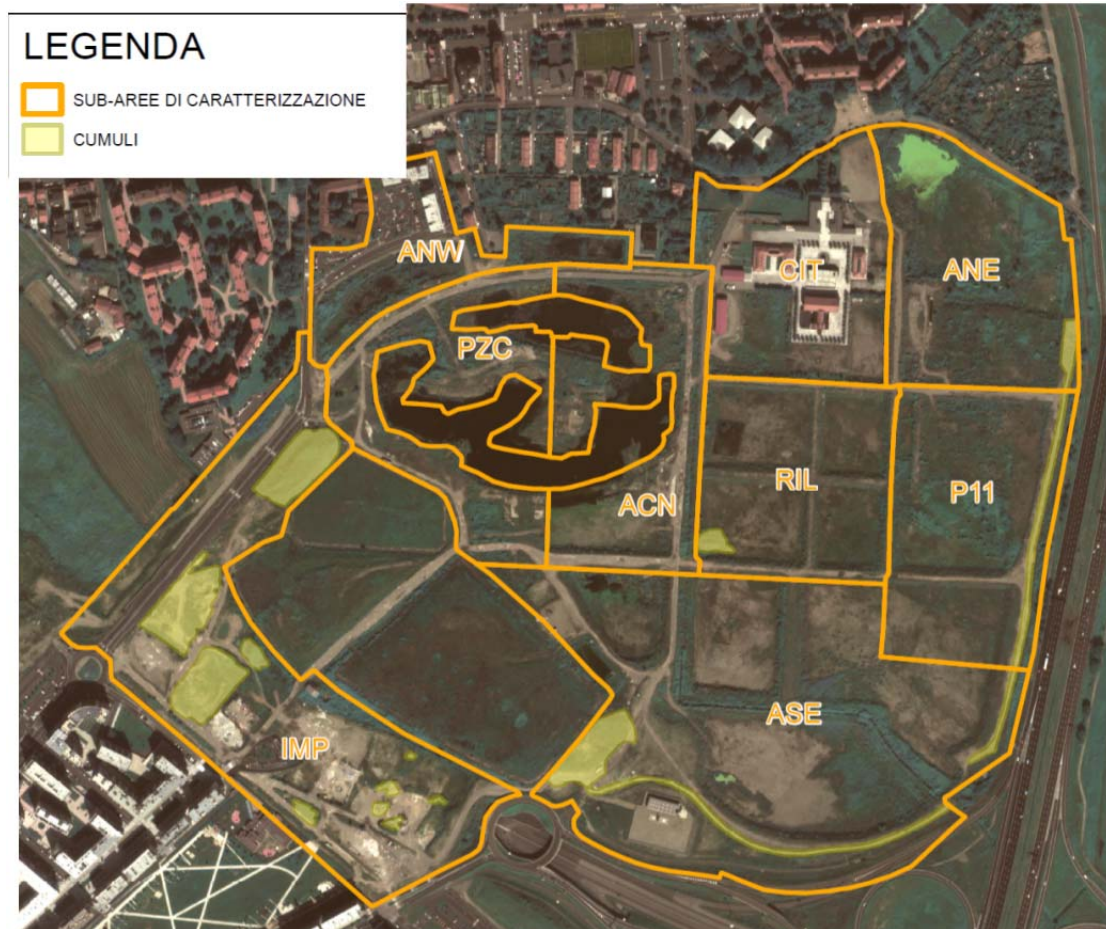 LEGENDA
SUB-AREE DI CARATTERIZZAZIONE
CUMULI
ANW
CIT
ANE
PZC
RIL
P11
ACN
ASE
IMP